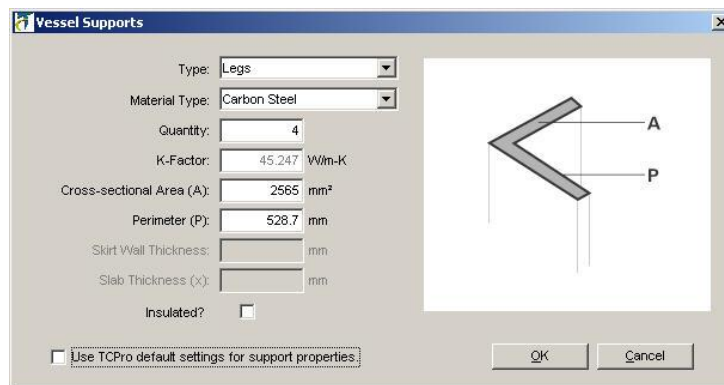 Vessel Supports
Type: Legs
Material Type: Carbon Steel
Quantity: 4
K-Factor: 45.247 W/m-K
Cross-sectional Area (A): 2565 mm²
Perimeter (P): 528.7 mm
Skirt Wall Thickness: mm
Slab Thickness (x): mm
Insulated?
Use TCPro default settings for support properties.
A
P
OK Cancel